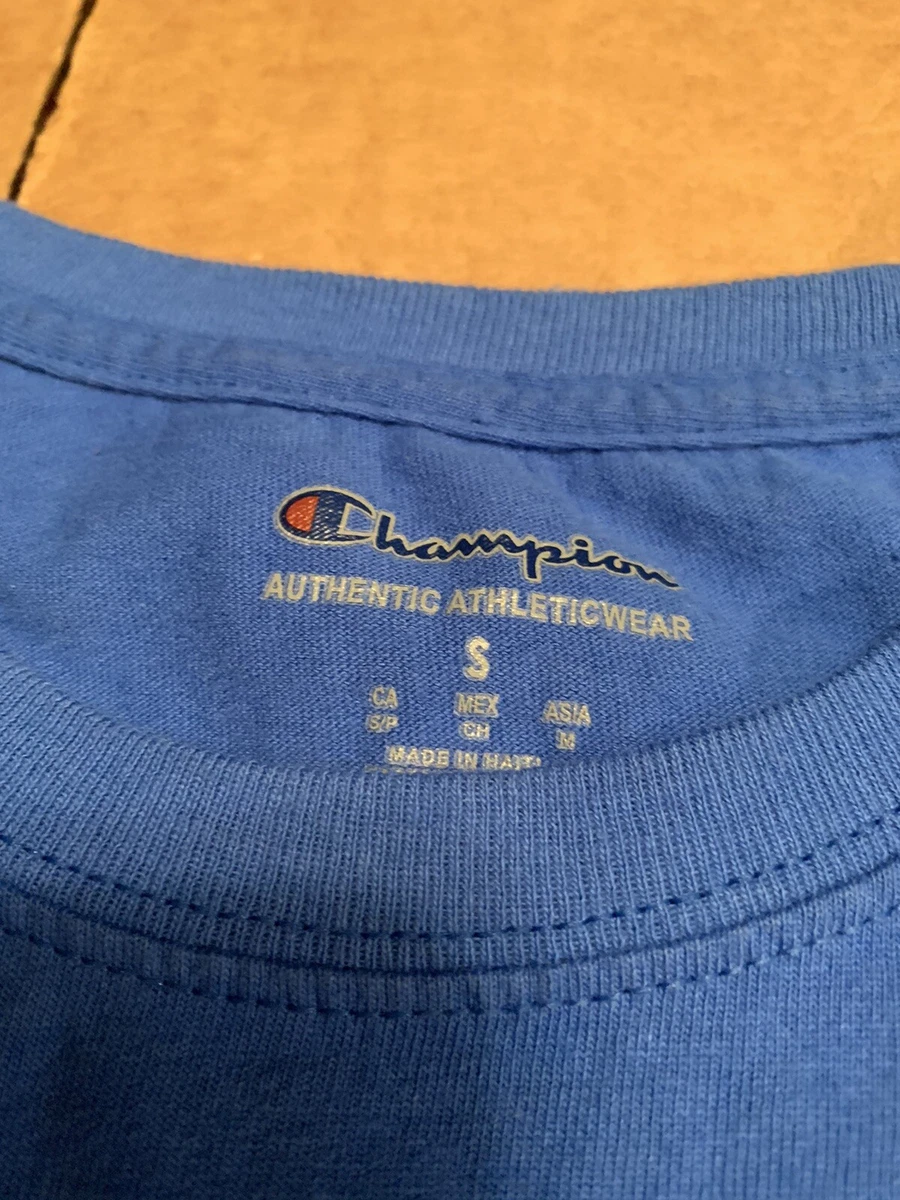 Champion
AUTHENTIC ATHLETICWEAR
S
CA MEX ASIA
S/P CH M
MADE IN HAITI